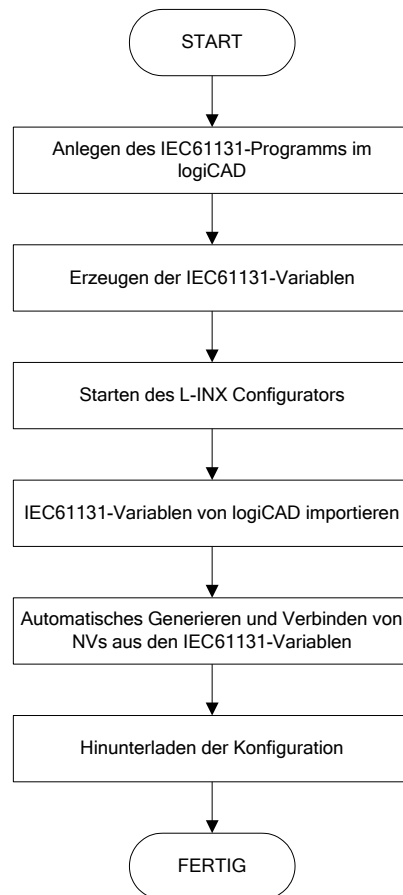 START
Anlegen des IEC61131-Programms im
logiCAD
Erzeugen der IEC61131-Variablen
Starten des L-INX Configurators
IEC61131-Variablen von logiCAD importieren
Automatisches Generieren und Verbinden von
NVs aus den IEC61131-Variablen
Hinunterladen der Konfiguration
FERTIG